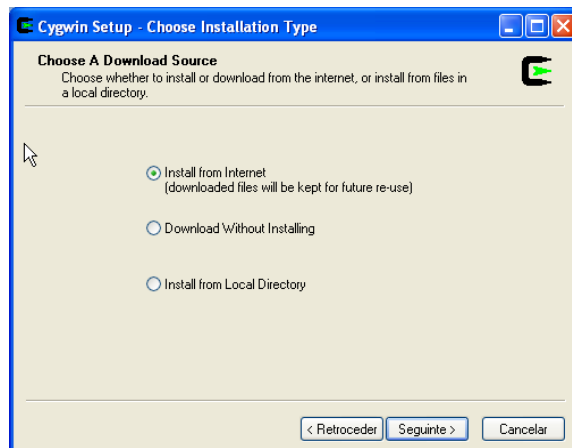 Cygwin Setup - Choose Installation Type
Choose A Download Source
Choose whether to install or download from the internet, or install from files in
a local directory.
Install from Internet
(downloaded files will be kept for future re-use)
Download Without Installing
Install from Local Directory
< Retroceder
Seguinte >
Cancelar